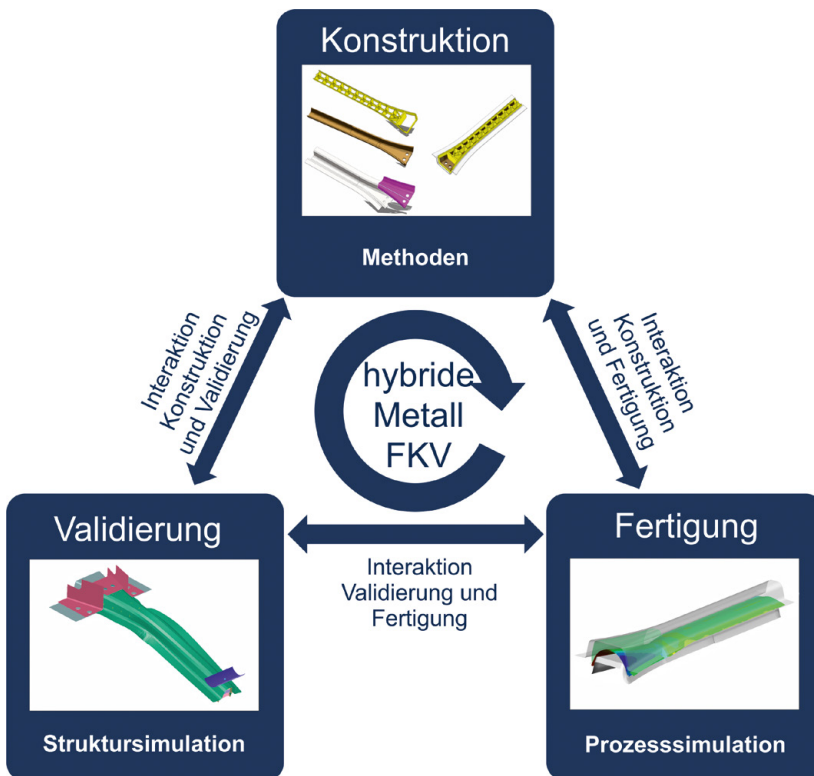 Konstruktion
Methoden
Interaktion
Konstruktion
und Validierung
hybride
Metall
FKV
Interaktion
Konstruktion
und Fertigung
Validierung
Struktursimulation
Interaktion
Validierung und
Fertigung
Fertigung
Prozesssimulation